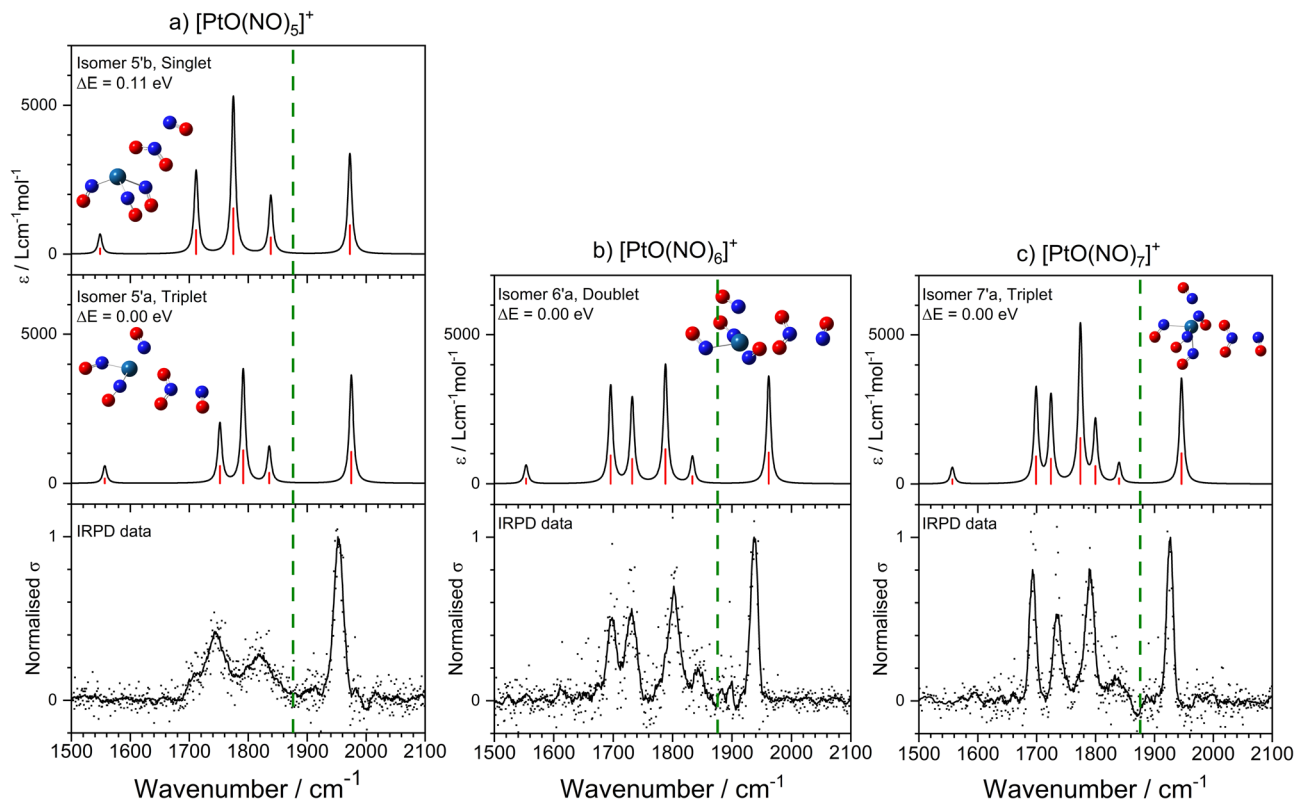 a) [PtO(NO)₅]⁺
Isomer 5'b, Singlet
ΔE = 0.11 eV
5000
0
ε / Lcm⁻¹mol⁻¹
Isomer 5'a, Triplet
ΔE = 0.00 eV
5000
0
IRPD data
1
0
Normalised σ
1500 1600 1700 1800 1900 2000 2100
Wavenumber / cm⁻¹
b) [PtO(NO)₆]⁺
Isomer 6'a, Doublet
ΔE = 0.00 eV
5000
0
ε / Lcm⁻¹mol⁻¹
IRPD data
1
0
Normalised σ
1500 1600 1700 1800 1900 2000 2100
Wavenumber / cm⁻¹
c) [PtO(NO)₇]⁺
Isomer 7'a, Triplet
ΔE = 0.00 eV
5000
0
ε / Lcm⁻¹mol⁻¹
IRPD data
1
0
Normalised σ
1500 1600 1700 1800 1900 2000 2100
Wavenumber / cm⁻¹